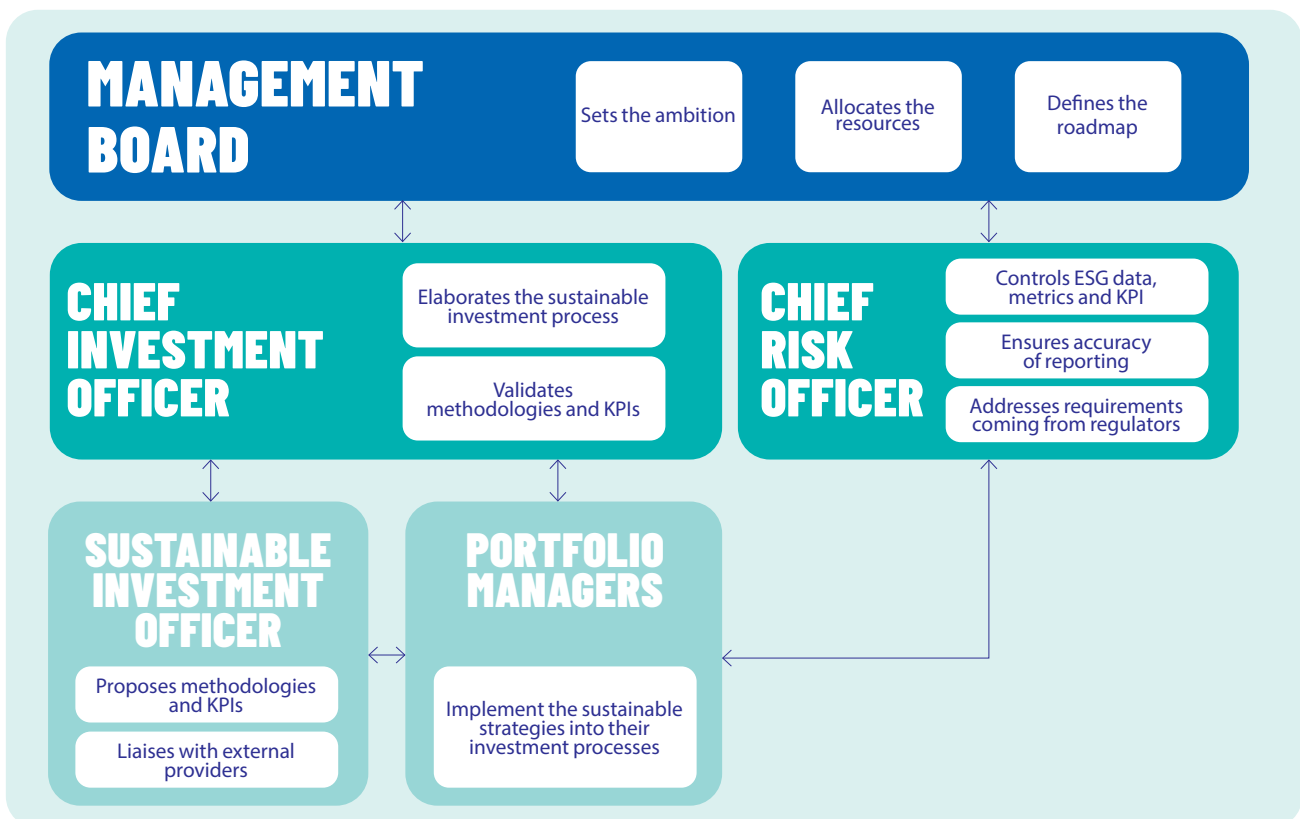 MANAGEMENT
BOARD
Sets the ambition
Allocates the
resources
Defines the
roadmap
CHIEF
INVESTMENT
OFFICER
Elaborates the sustainable
investment process
Validates
methodologies and KPIs
CHIEF
RISK
OFFICER
Controls ESG data,
metrics and KPI
Ensures accuracy
of reporting
Addresses requirements
coming from regulators
SUSTAINABLE
INVESTMENT
OFFICER
Proposes methodologies
and KPIs
Liaises with external
providers
PORTFOLIO
MANAGERS
Implement the sustainable
strategies into their
investment processes